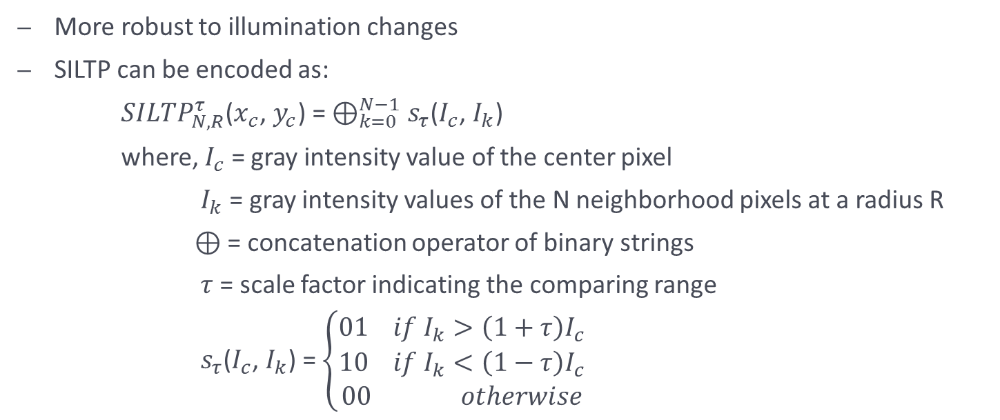 – More robust to illumination changes
– SILTP can be encoded as:
$SILTP_{N,R}^{\tau}(x_c, y_c) = \oplus_{k=0}^{N-1} s_{\tau}(I_c, I_k)$
where, $I_c$ = gray intensity value of the center pixel
$I_k$ = gray intensity values of the N neighborhood pixels at a radius R
⊕ = concatenation operator of binary strings
τ = scale factor indicating the comparing range
$s_{\tau}(I_c, I_k) = \begin{cases} 01 & if\ I_k > (1 + \tau)I_c \\ 10 & if\ I_k < (1 - \tau)I_c \\ 00 & otherwise \end{cases}$